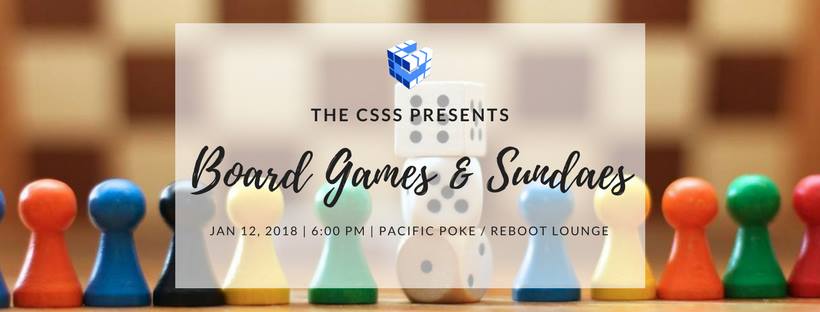 THE CSSS PRESENTS
Board Games & Sundaes
JAN 12, 2018 | 6:00 PM | PACIFIC POKE / REBOOT LOUNGE